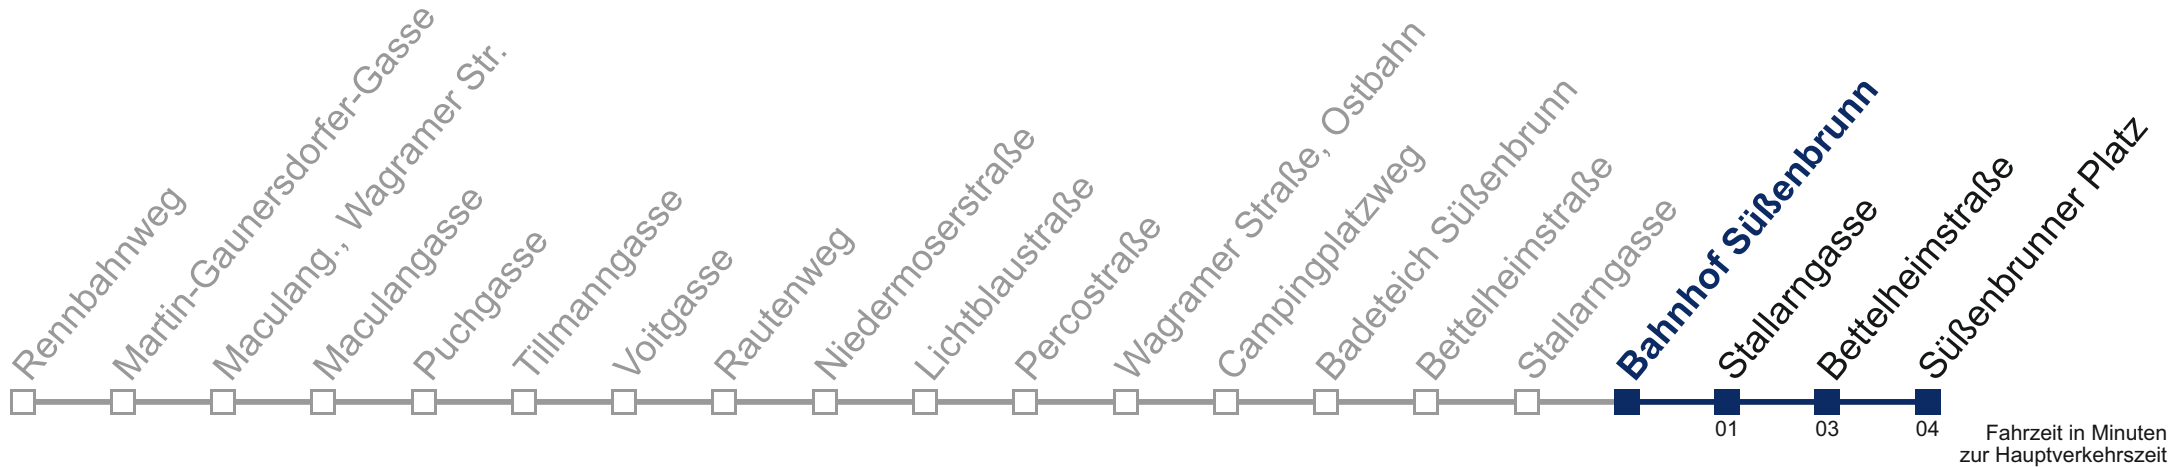 Rennbahnweg
Martin-Gaunersdorfer-Gasse
Maculang., Wagramer Str.
Maculangasse
Puchgasse
Tillmanngasse
Voitgasse
Rautenweg
Niedermoserstraße
Lichtblaustraße
Percostraße
Wagramer Straße, Ostbahn
Campingplatzweg
Badeteich Süßenbrunn
Bettelheimstraße
Stallarngasse
Bahnhof Süßenbrunn
Stallarngasse
Bettelheimstraße
Süßenbrunner Platz
01
03
04
Fahrzeit in Minuten
zur Hauptverkehrszeit